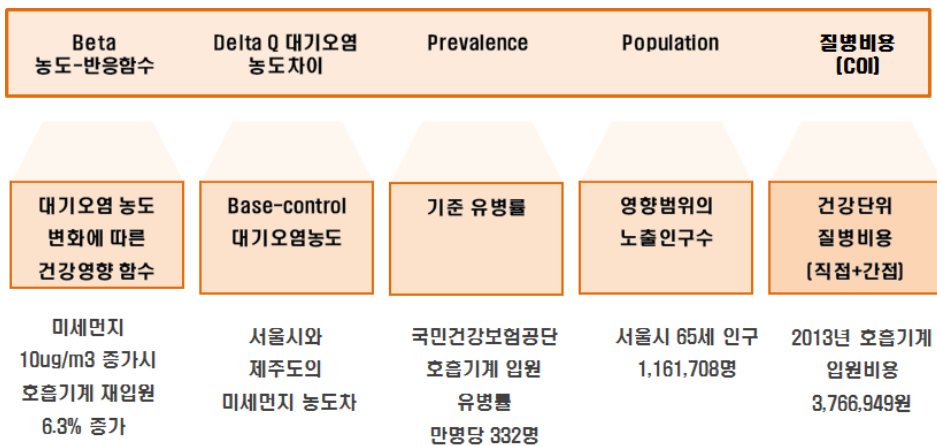 Beta
농도-반응함수
Delta Q 대기오염
농도차이
Prevalence
Population
질병비용
(COI)
대기오염 농도
변화에 따른
건강영향 함수
Base-control
대기오염농도
기준 유병률
영향범위의
노출인구수
건강단위
질병비용
(직접+간접)
미세먼지
10ug/m3 증가시
호흡기계 재입원
6.3% 증가
서울시와
제주도의
미세먼지 농도차
국민건강보험공단
호흡기계 입원
유병률
만명당 332명
서울시 65세 인구
1,161,708명
2013년 호흡기계
입원비용
3,766,949원